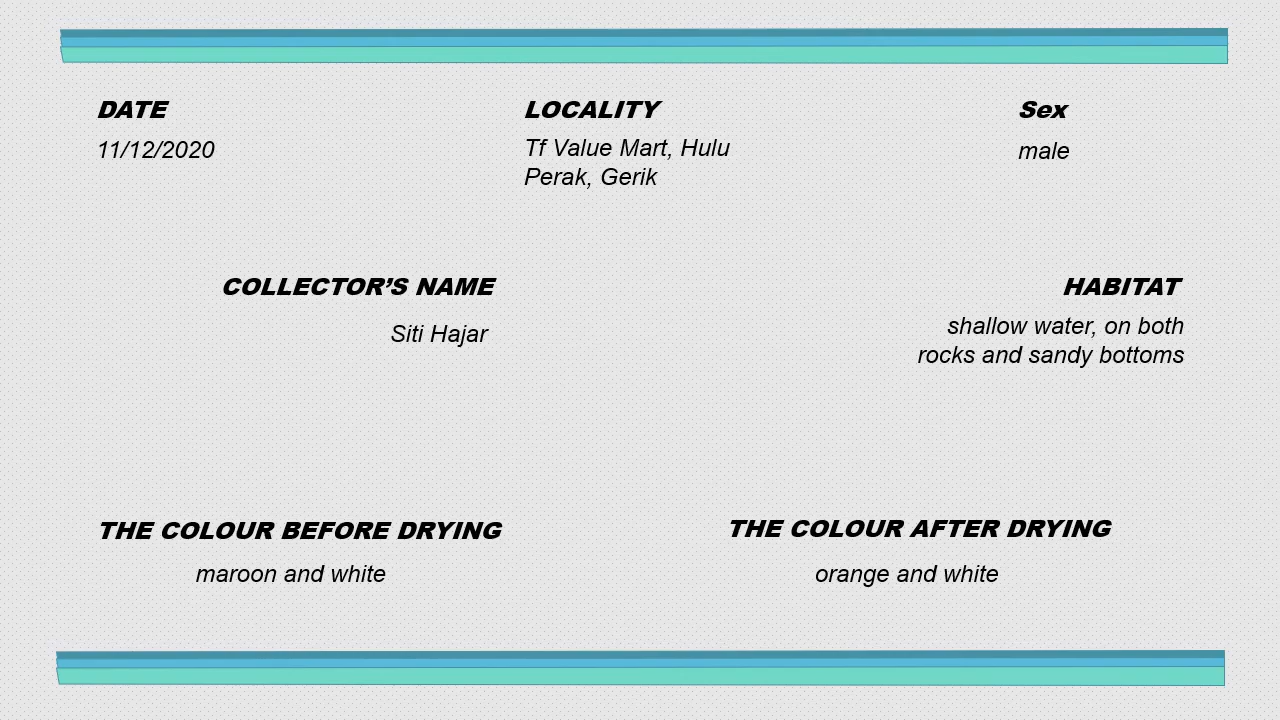 DATE
11/12/2020
LOCALITY
Tf Value Mart, Hulu
Perak, Gerik
Sex
male
COLLECTOR’S NAME
Siti Hajar
HABITAT
shallow water, on both
rocks and sandy bottoms
THE COLOUR BEFORE DRYING
maroon and white
THE COLOUR AFTER DRYING
orange and white